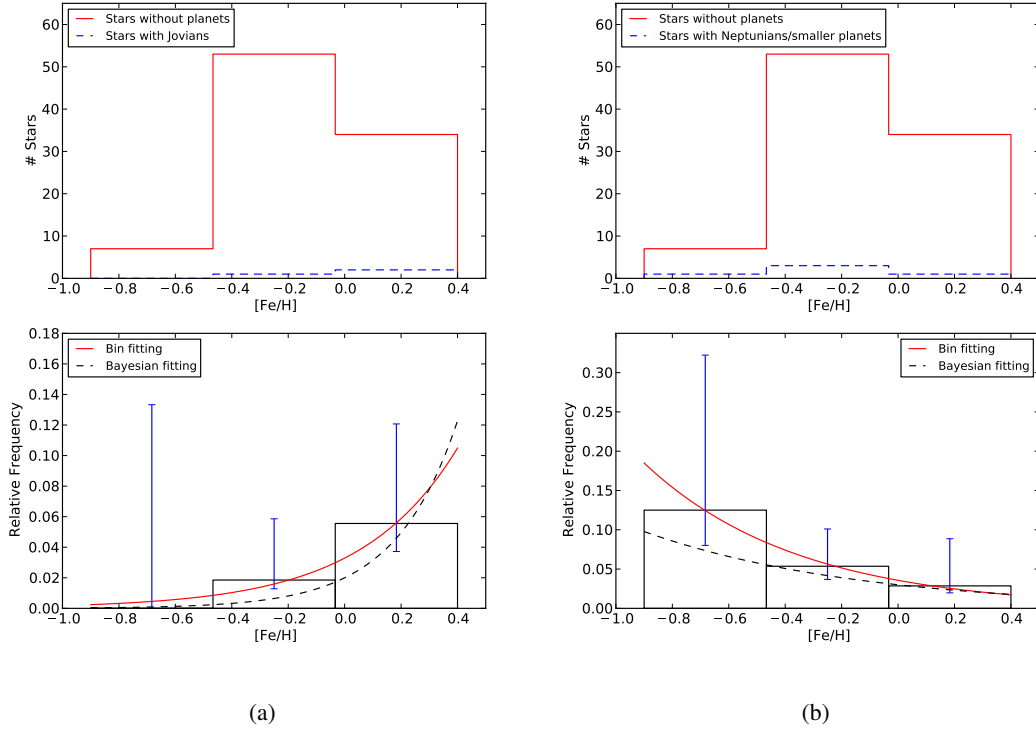 Stars without planets
Stars with Jovians
# Stars
60
50
40
30
20
10
0
−1.0 −0.8 −0.6 −0.4 −0.2 0.0 0.2 0.4
[Fe/H]
Stars without planets
Stars with Neptunians/smaller planets
# Stars
60
50
40
30
20
10
0
−1.0 −0.8 −0.6 −0.4 −0.2 0.0 0.2 0.4
[Fe/H]
Bin fitting
Bayesian fitting
Relative Frequency
0.18
0.16
0.14
0.12
0.10
0.08
0.06
0.04
0.02
0.00
−1.0 −0.8 −0.6 −0.4 −0.2 0.0 0.2 0.4
[Fe/H]
Bin fitting
Bayesian fitting
Relative Frequency
0.30
0.25
0.20
0.15
0.10
0.05
0.00
−1.0 −0.8 −0.6 −0.4 −0.2 0.0 0.2 0.4
[Fe/H]
(a)
(b)